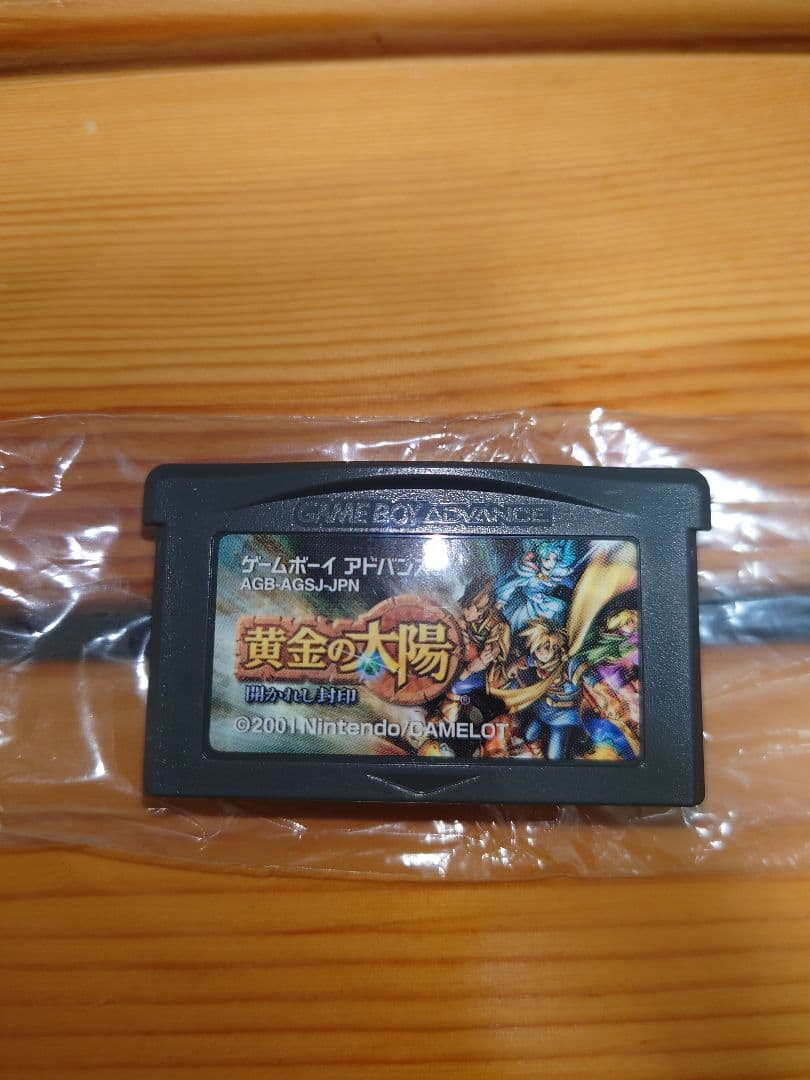 GAME BOY ADVANCE
ゲームボーイ アドバンス
AGB-AGSJ-JPN
黄金の太陽
開かれし封印
©2001 Nintendo/CAMELOT